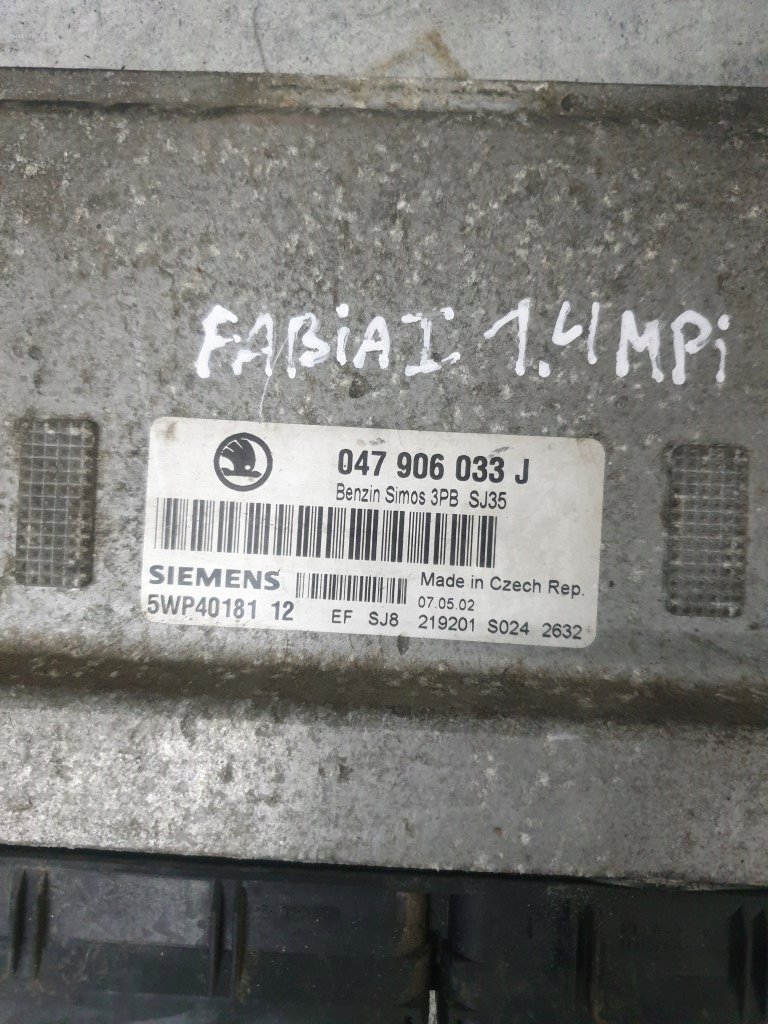 FABiA I 1.4 MPi
047 906 033 J
Benzin Simos 3PB SJ35
SIEMENS
Made in Czech Rep.
5WP40181 12
07.05.02
EF SJ8 219201 S024 2632